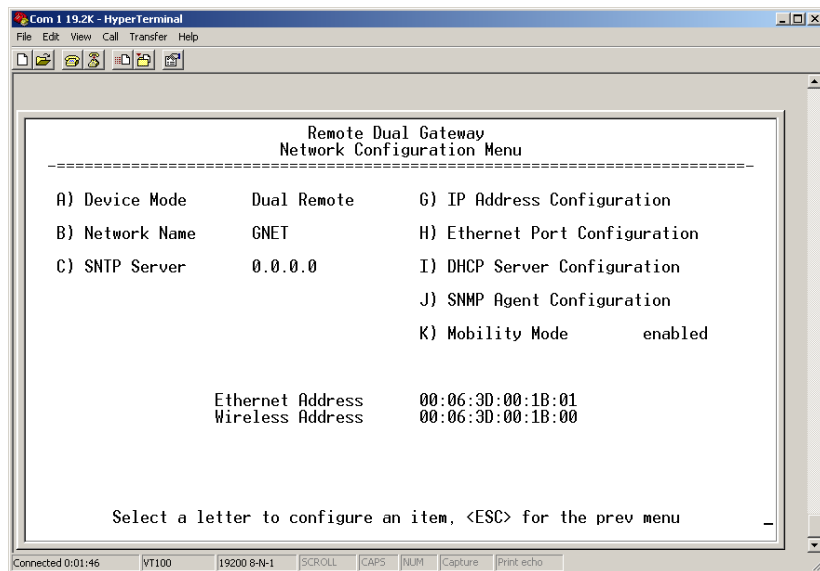 Com 1 19.2K - HyperTerminal
File Edit View Call Transfer Help
Remote Dual Gateway
Network Configuration Menu
-==========================================================================-
A) Device Mode Dual Remote G) IP Address Configuration
B) Network Name GNET H) Ethernet Port Configuration
C) SNTP Server 0.0.0.0 I) DHCP Server Configuration
J) SNMP Agent Configuration
K) Mobility Mode enabled
Ethernet Address 00:06:3D:00:1B:01
Wireless Address 00:06:3D:00:1B:00
Select a letter to configure an item, <ESC> for the prev menu _
Connected 0:01:46 VT100 19200 8-N-1 SCROLL CAPS NUM Capture Print echo